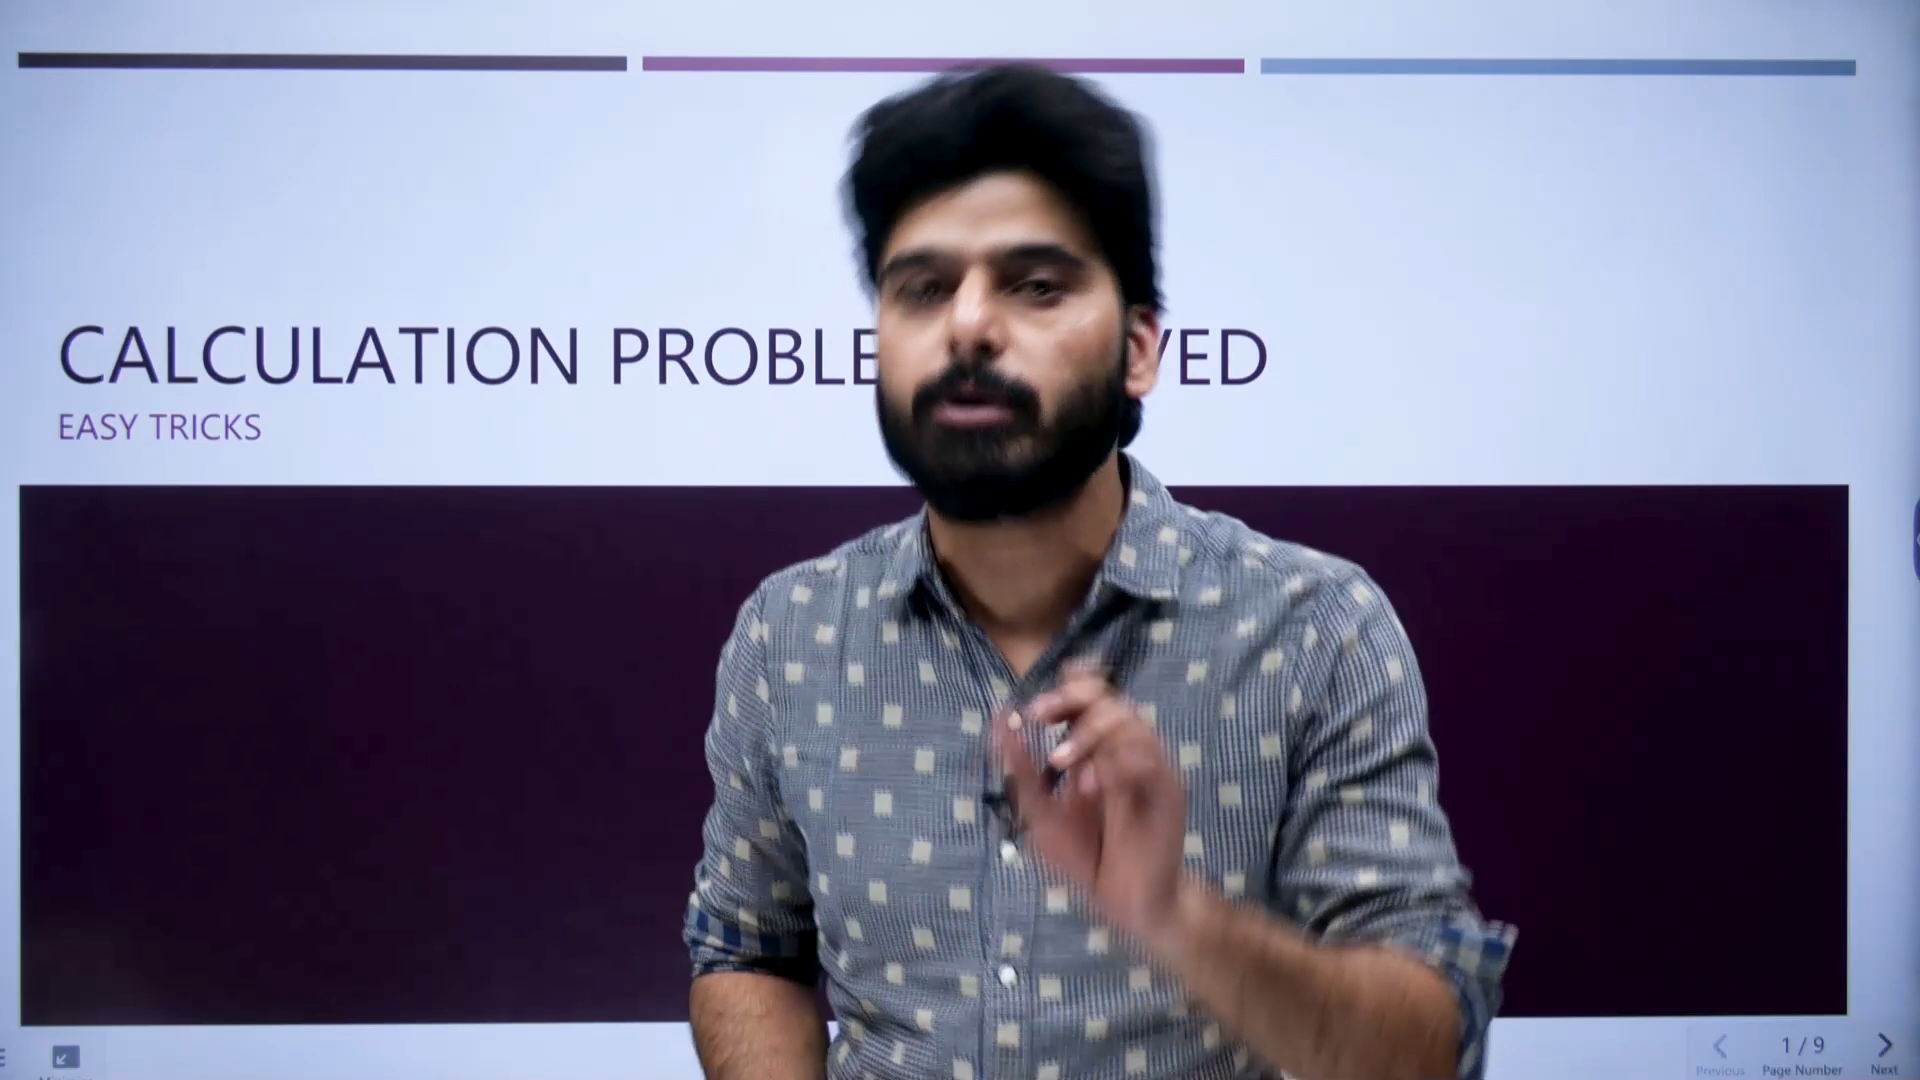 CALCULATION PROBLE VED
EASY TRICKS
1 / 9
Previous Page Number Next